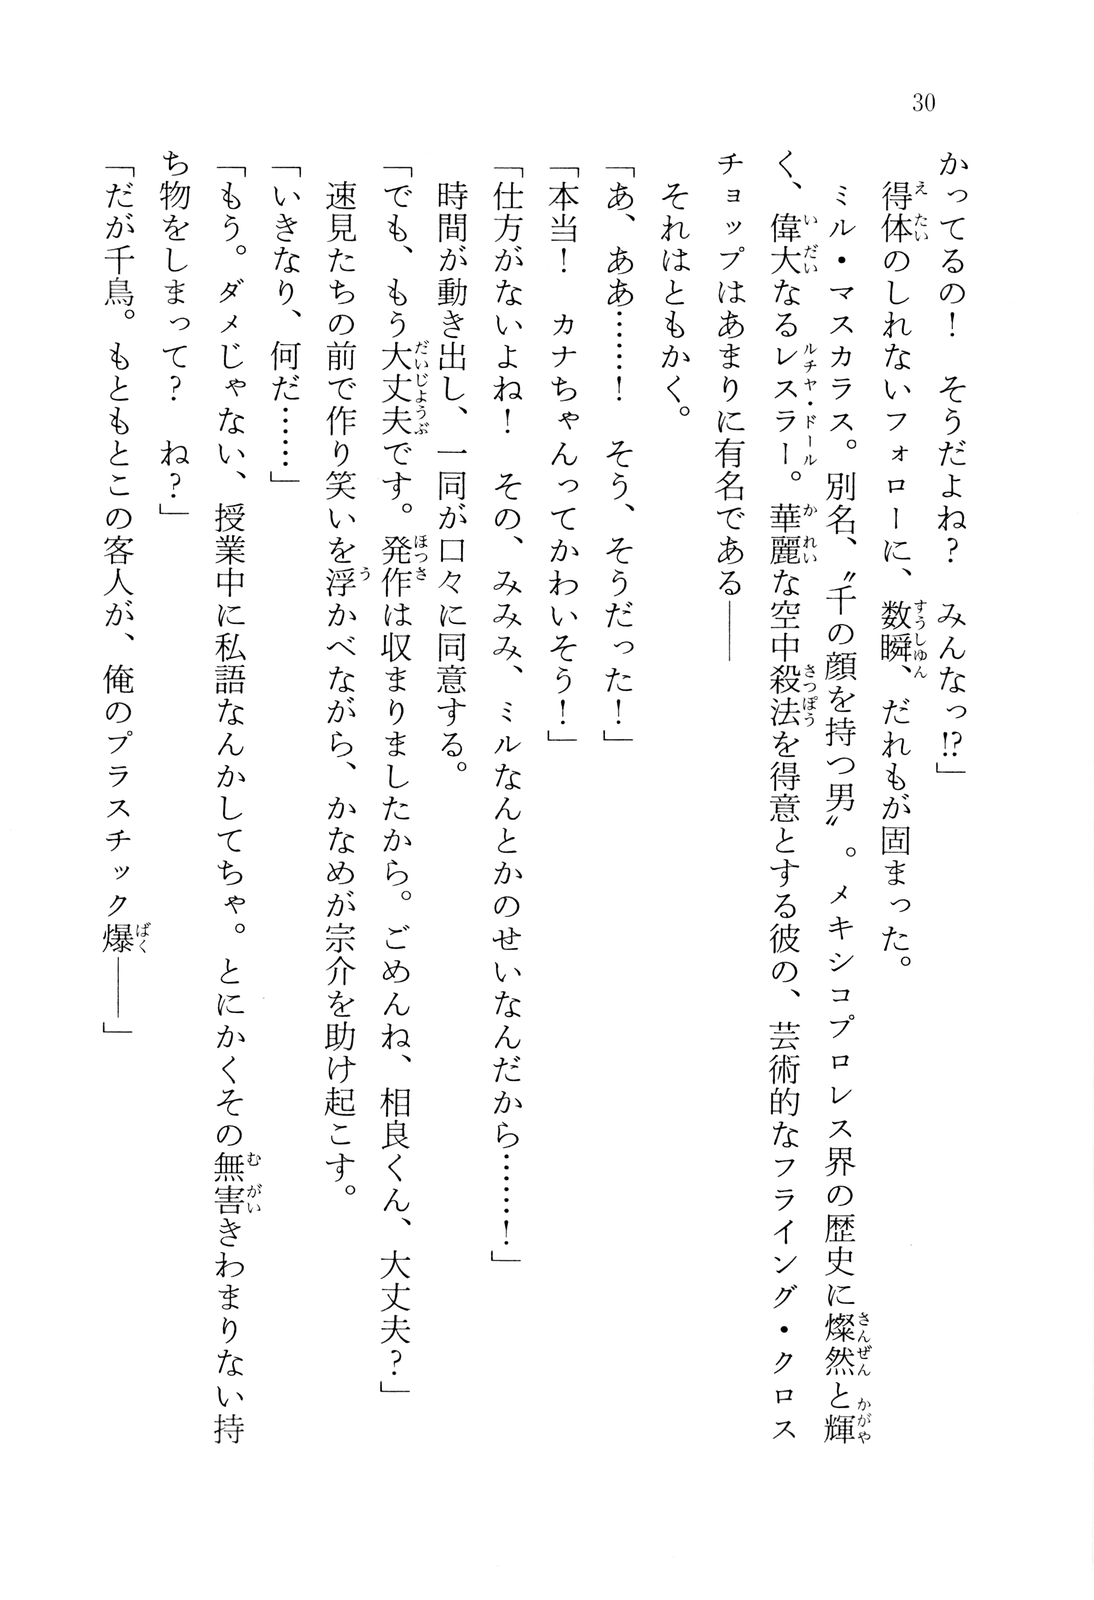 30
かってるの！　そうだよね？　みんなっ!?」
　得体のしれないフォローに、数瞬、だれもが固まった。
　ミル・マスカラス。別名、〝千の顔を持つ男〟。メキシコプロレス界の歴史に燦然と輝
く、偉大なるレスラー。華麗な空中殺法を得意とする彼の、芸術的なフライング・クロス
チョップはあまりに有名である――
　それはともかく。
「あ、ああ……！　そう、そうだった！」
「本当！　カナちゃんってかわいそう！」
「仕方がないよね！　その、みみみ、ミルなんとかのせいなんだから……！」
　時間が動き出し、一同が口々に同意する。
「でも、もう大丈夫です。発作は収まりましたから。ごめんね、相良くん、大丈夫？」
　速見たちの前で作り笑いを浮かべながら、かなめが宗介を助け起こす。
「いきなり、何だ……」
「もう。ダメじゃない、授業中に私語なんかしてちゃ。とにかくその無害きわまりない持
ち物をしまって？　ね？」
「だが千鳥。もともとこの客人が、俺のプラスチック爆――」